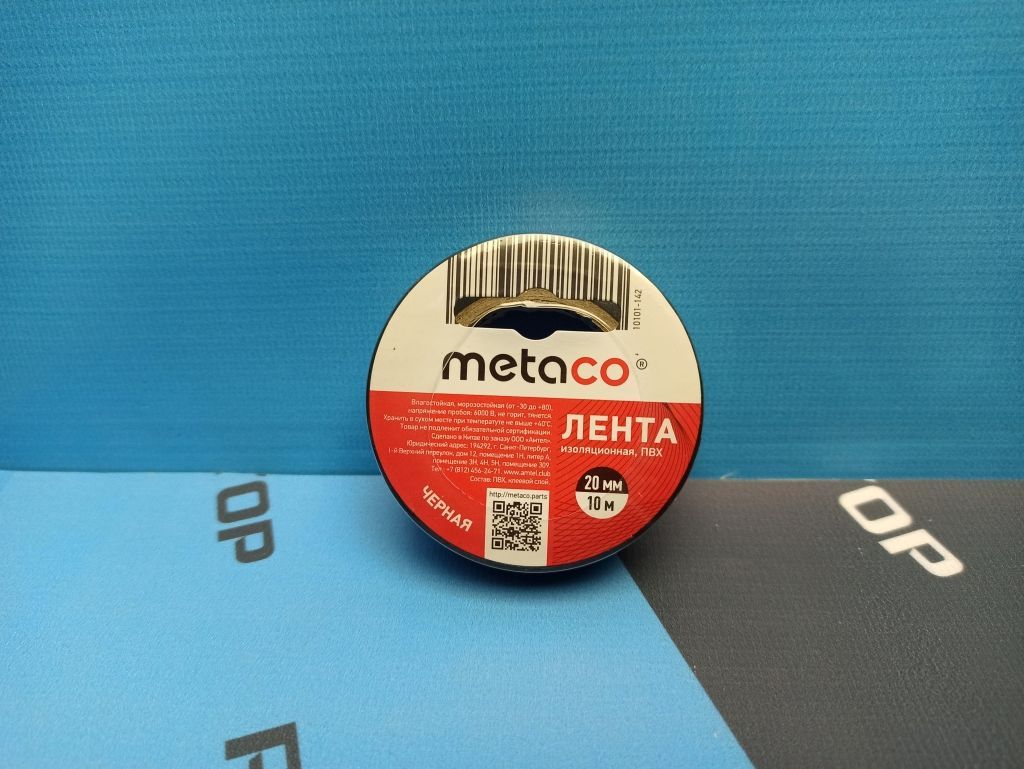 10101-142
metaco®
Влагостойкая, морозостойкая (от -30 до +80),
напряжение пробоя: 6000 В, не горит, тянется.
Хранить в сухом месте при температуре не выше +40°С.
Товар не подлежит обязательной сертификации
Сделано в Китае по заказу ООО «Амтел».
Юридический адрес: 194292, г. Санкт-Петербург,
1-й Верхний переулок, дом 12, помещение 1Н, литер А,
помещение 3Н, 4Н, 5Н, помещение 309
Тел.: +7 (812) 456-24-71. www.amtel.club
Состав: ПВХ, клеевой слой.
ЛЕНТА
изоляционная, ПВХ
20 мм
10 м
ЧЕРНАЯ
http://metaco.parts
OP
OP